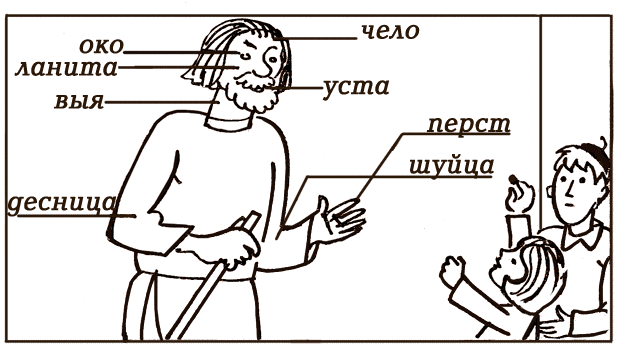 чело
око
ланита
уста
выя
перст
шуйца
десница